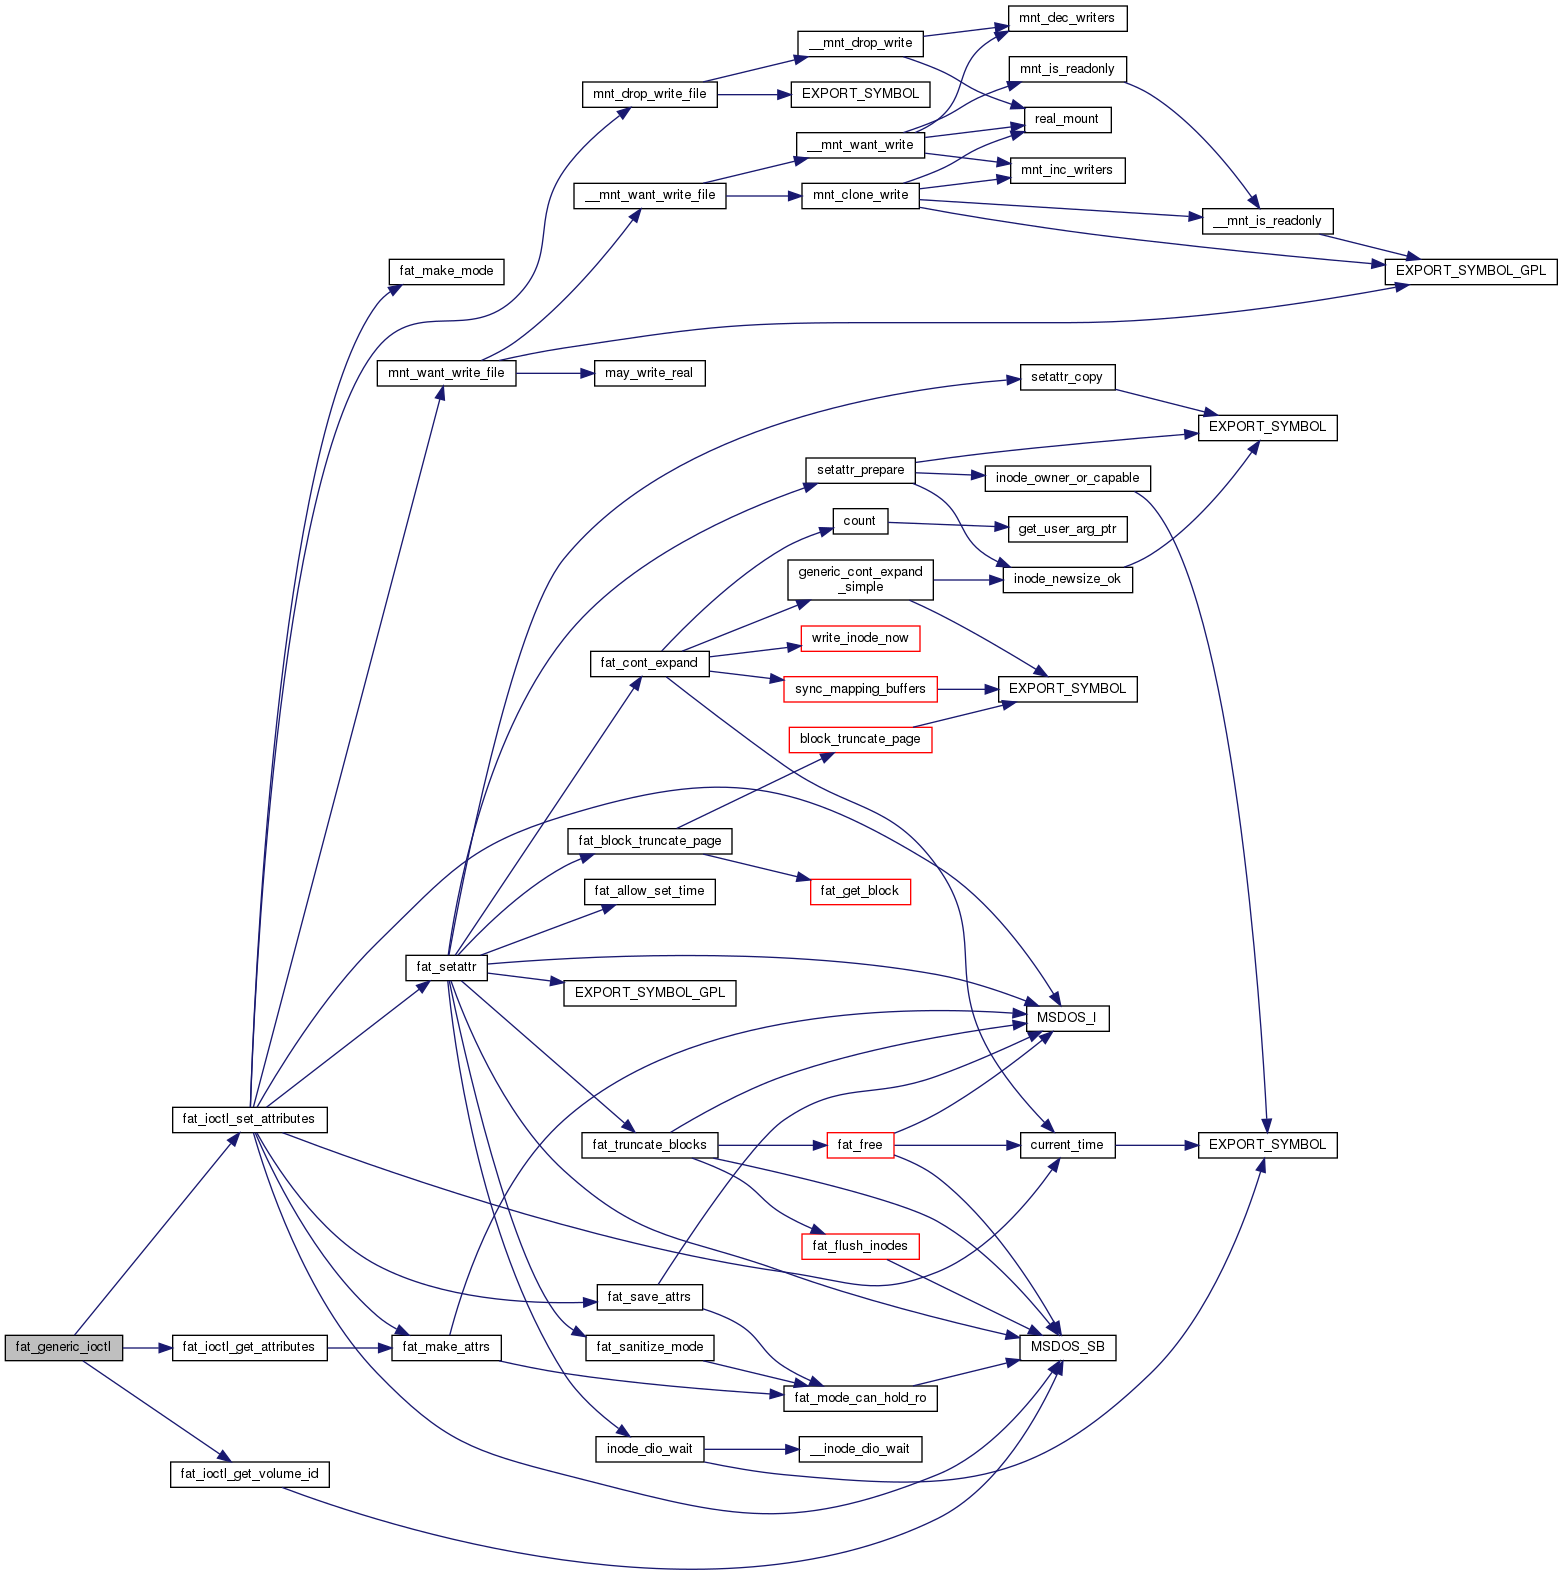 mnt_dec_writers
__mnt_drop_write
mnt_is_readonly
mnt_drop_write_file
EXPORT_SYMBOL
real_mount
__mnt_want_write
mnt_inc_writers
__mnt_want_write_file
mnt_clone_write
__mnt_is_readonly
fat_make_mode
EXPORT_SYMBOL_GPL
mnt_want_write_file
may_write_real
setattr_copy
EXPORT_SYMBOL
setattr_prepare
inode_owner_or_capable
count
get_user_arg_ptr
generic_cont_expand
_simple
inode_newsize_ok
write_inode_now
fat_cont_expand
sync_mapping_buffers
EXPORT_SYMBOL
block_truncate_page
fat_block_truncate_page
fat_allow_set_time
fat_get_block
fat_setattr
EXPORT_SYMBOL_GPL
MSDOS_I
fat_ioctl_set_attributes
fat_truncate_blocks
fat_free
current_time
EXPORT_SYMBOL
fat_flush_inodes
fat_save_attrs
fat_generic_ioctl
fat_ioctl_get_attributes
fat_make_attrs
fat_sanitize_mode
MSDOS_SB
fat_mode_can_hold_ro
inode_dio_wait
__inode_dio_wait
fat_ioctl_get_volume_id